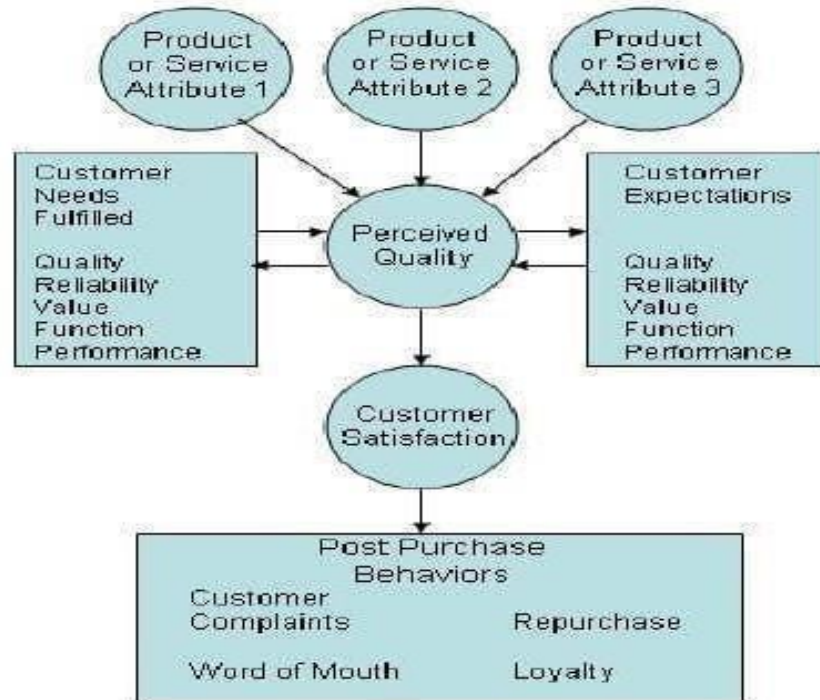 Product
or Service
Attribute 1
Product
or Service
Attribute 2
Product
or Service
Attribute 3
Customer
Needs
Fulfilled
Quality
Reliability
Value
Function
Performance
Perceived
Quality
Customer
Expectations
Quality
Reliability
Value
Function
Performance
Customer
Satisfaction
Post Purchase
Behaviors
Customer
Complaints
Repurchase
Word of Mouth
Loyalty